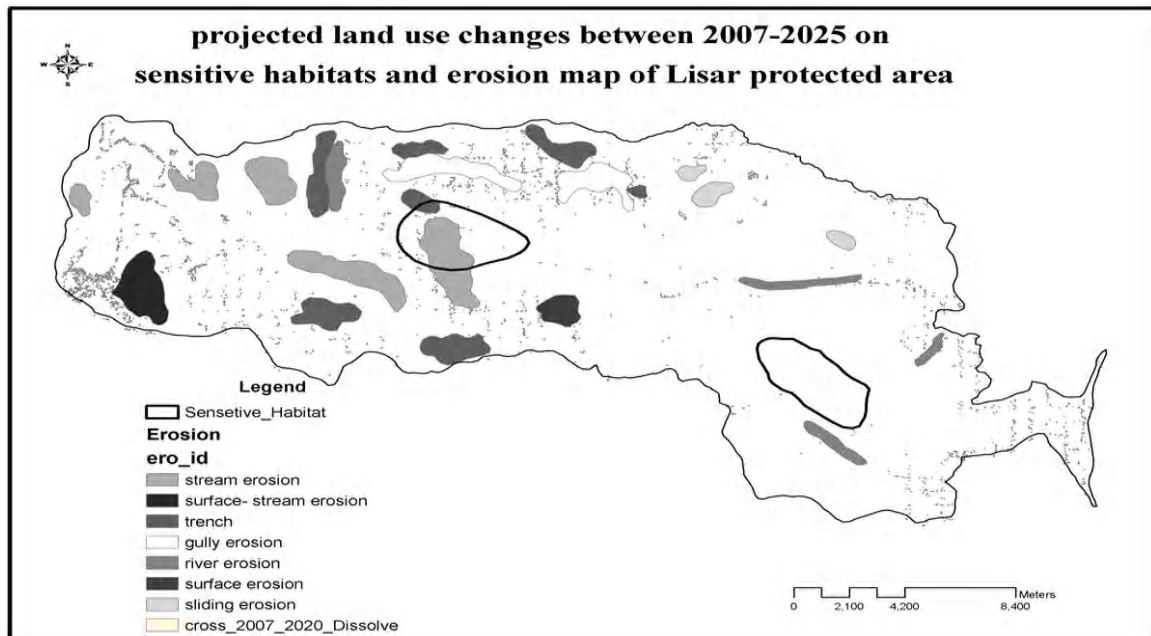 projected land use changes between 2007-2025 on
sensitive habitats and erosion map of Lisar protected area
N
W E
S
Legend
Sensetive_Habitat
Erosion
ero_id
stream erosion
surface- stream erosion
trench
gully erosion
river erosion
surface erosion
sliding erosion
cross_2007_2020_Dissolve
Meters
0 2,100 4,200 8,400